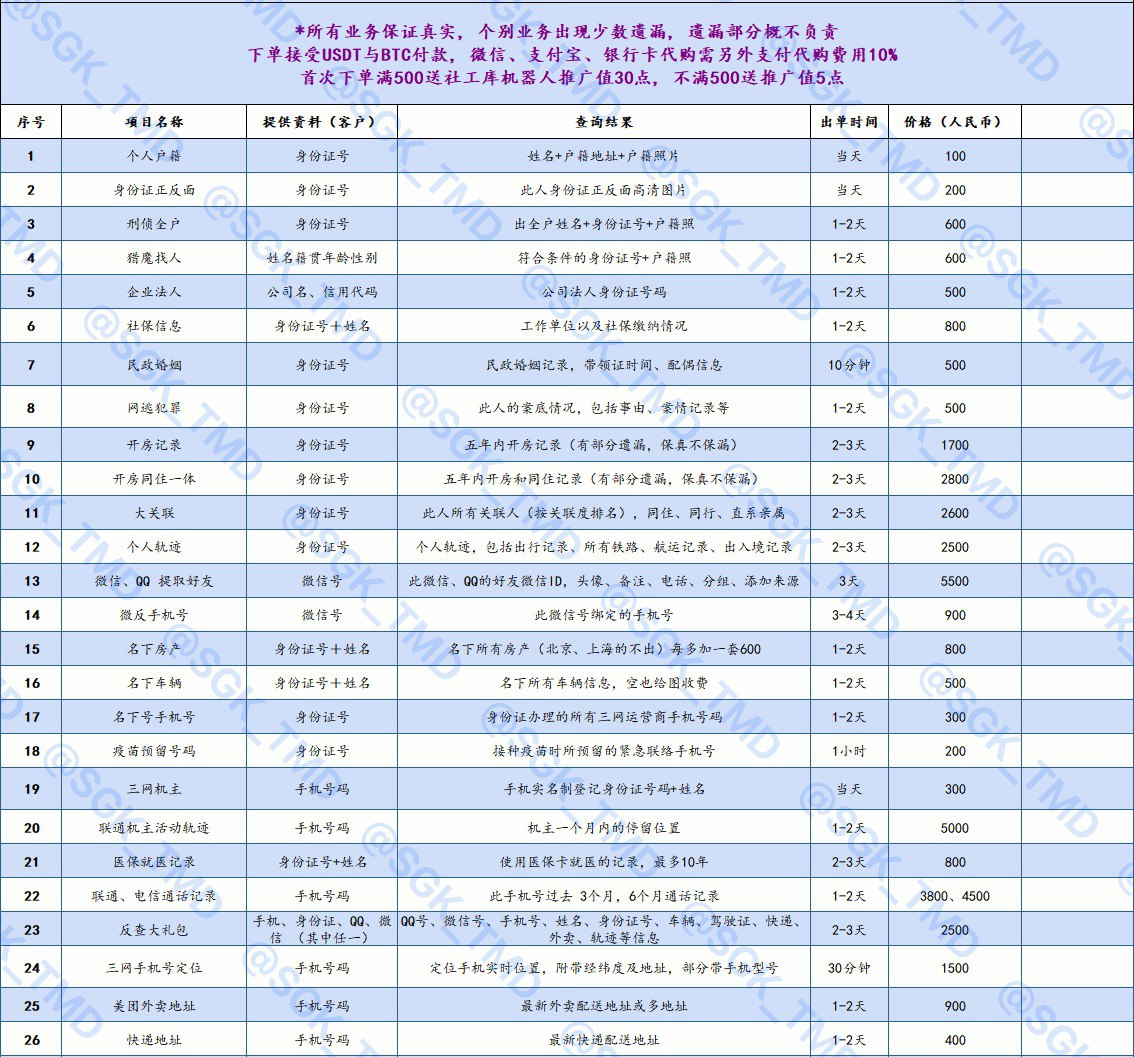 *所有业务保证真实，个别业务出现少数遗漏，遗漏部分概不负责
下单接受USDT与BTC付款，微信、支付宝、银行卡代购需另外支付代购费用10%
首次下单满500送社工库机器人推广值30点，不满500送推广值5点
序号 项目名称 提供资料（客户） 查询结果 出单时间 价格（人民币）
1 个人户籍 身份证号 姓名+户籍地址+户籍照片 当天 100
2 身份证正反面 身份证号 此人身份证正反面高清图片 当天 200
3 刑侦全户 身份证号 出全户姓名+身份证号+户籍照 1-2天 600
4 猎魔找人 姓名籍贯年龄性别 符合条件的身份证号+户籍照 1-2天 600
5 企业法人 公司名、信用代码 公司法人身份证号码 1-2天 500
6 社保信息 身份证号＋姓名 工作单位以及社保缴纳情况 1-2天 800
7 民政婚姻 身份证号 民政婚姻记录，带领证时间、配偶信息 10分钟 500
8 网逃犯罪 身份证号 此人的案底情况，包括事由、案情记录等 1-2天 500
9 开房记录 身份证号 五年内开房记录（有部分遗漏，保真不保漏） 2-3天 1700
10 开房同住一体 身份证号 五年内开房和同住记录（有部分遗漏，保真不保漏） 2-3天 2800
11 大关联 身份证号 此人所有关联人（按关联度排名），同住、同行、直系亲属 2-3天 2600
12 个人轨迹 身份证号 个人轨迹，包括出行记录、所有铁路、航运记录、出入境记录 2-3天 2500
13 微信、QQ 提取好友 微信号 此微信、QQ的好友微信ID，头像、备注、电话、分组、添加来源 3天 5500
14 微反手机号 微信号 此微信号绑定的手机号 3-4天 900
15 名下房产 身份证号＋姓名 名下所有房产（北京、上海的不出）每多加一套600 1-2天 800
16 名下车辆 身份证号＋姓名 名下所有车辆信息，空也给图收费 1-2天 500
17 名下号手机号 身份证号 身份证办理的所有三网运营商手机号码 1-2天 300
18 疫苗预留号码 身份证号 接种疫苗时所预留的紧急联络手机号 1小时 200
19 三网机主 手机号码 手机实名制登记身份证号码+姓名 当天 300
20 联通机主活动轨迹 手机号码 机主一个月内的停留位置 1-2天 5000
21 医保就医记录 身份证号+姓名 使用医保卡就医的记录，最多10年 2-3天 800
22 联通、电信通话记录 手机号码 此手机号过去 3个月，6个月通话记录 1-2天 3800、4500
23 反查大礼包 手机、身份证、QQ、微信 （其中任一） QQ号、微信号、手机号、姓名、身份证号、车辆、驾驶证、快递、外卖、轨迹等信息 2-3天 2500
24 三网手机号定位 手机号码 定位手机实时位置，附带经纬度及地址，部分带手机型号 30分钟 1500
25 美团外卖地址 手机号码 最新外卖配送地址或多地址 1-2天 900
26 快递地址 手机号码 最新快递配送地址 1-2天 400
@SGK_TMD